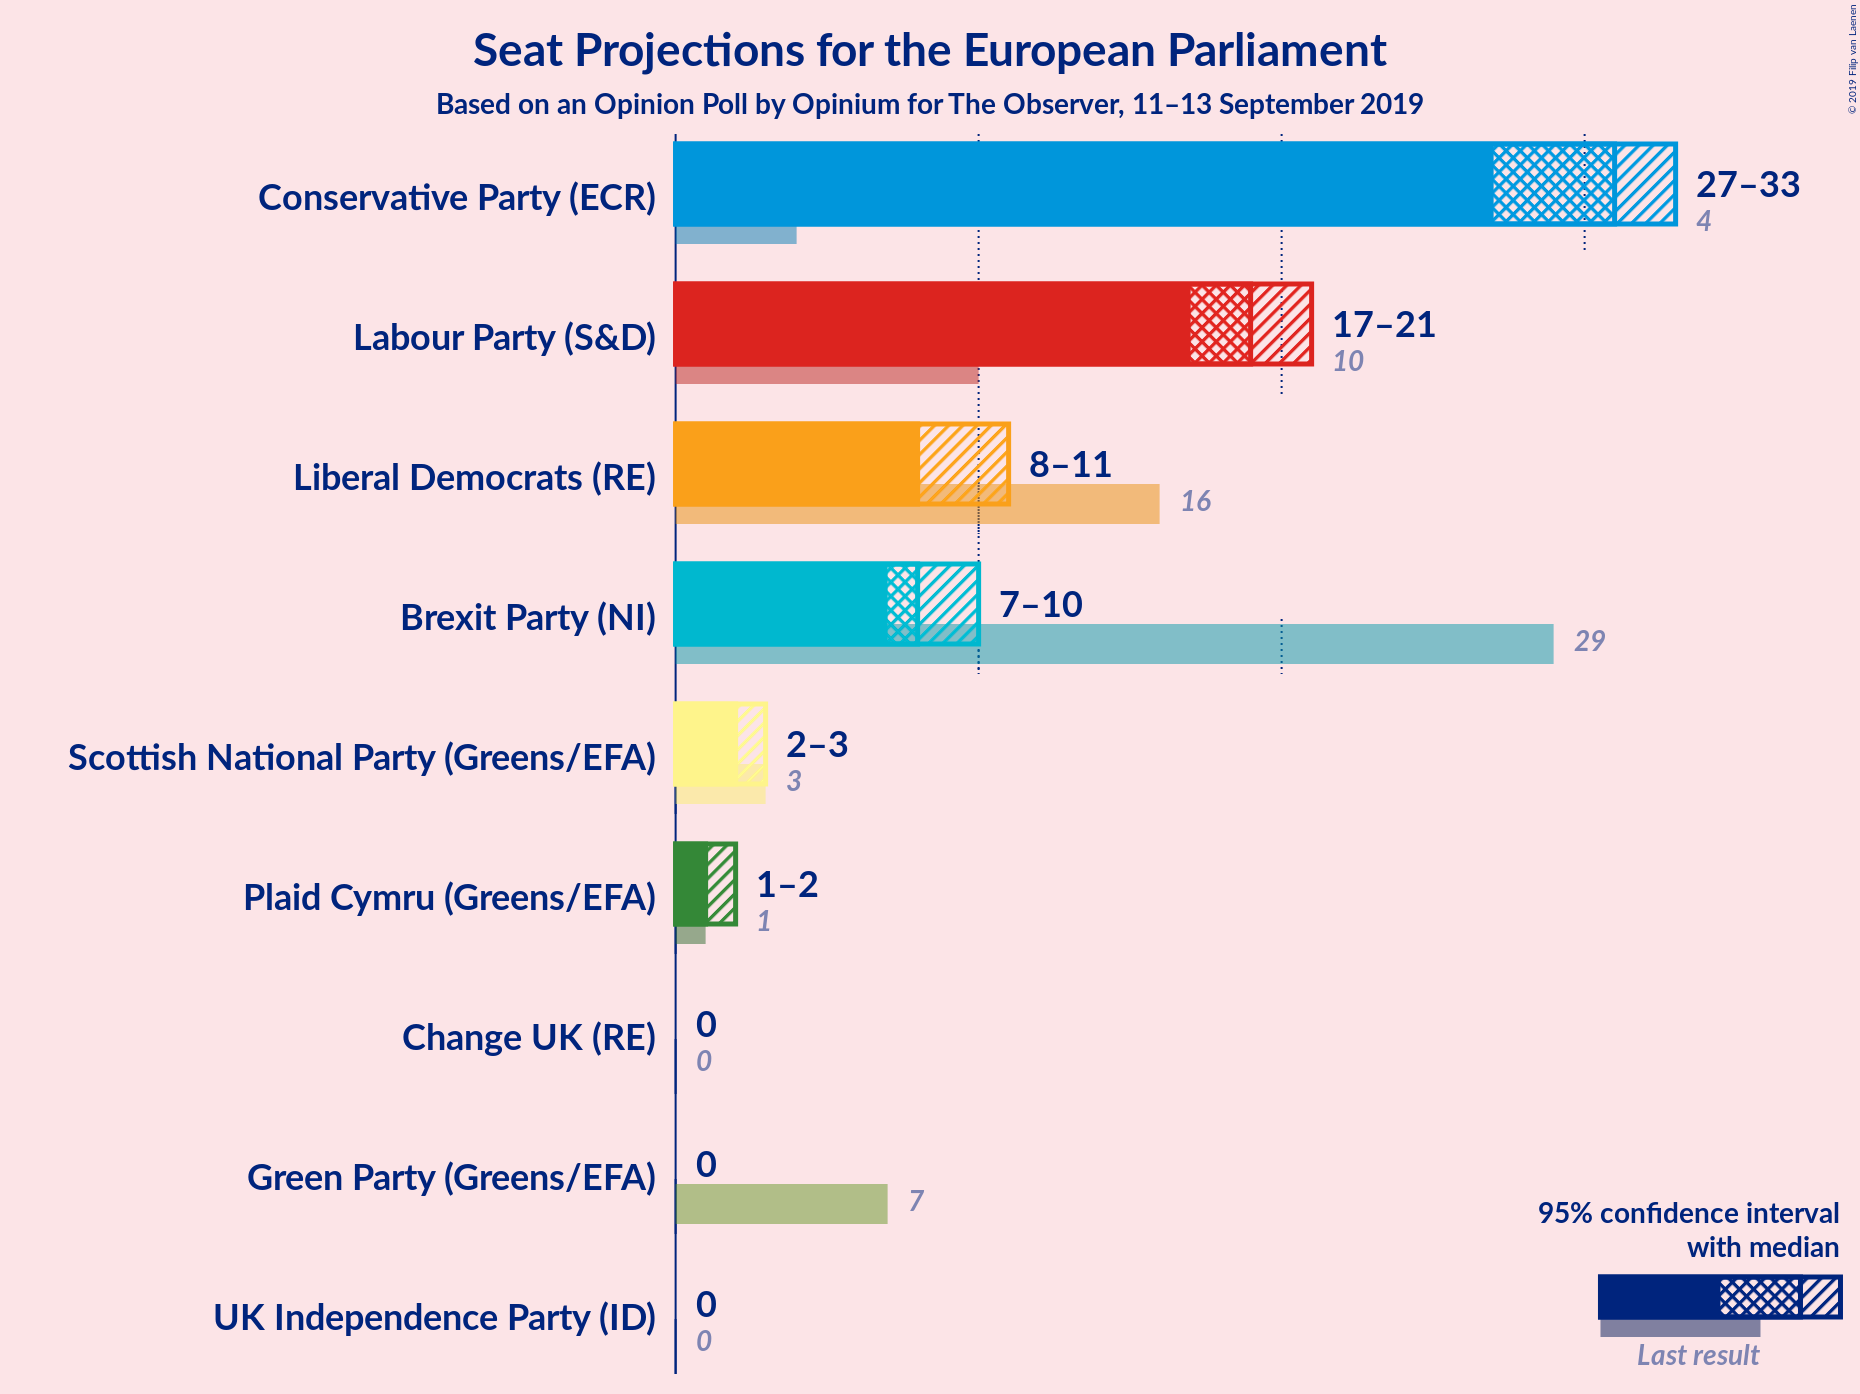 Seat Projections for the European Parliament
Based on an Opinion Poll by Opinium for The Observer, 11–13 September 2019
© 2019 Filip van Laenen
Conservative Party (ECR)
27–33
4
Labour Party (S&D)
17–21
10
Liberal Democrats (RE)
8–11
16
Brexit Party (NI)
7–10
29
Scottish National Party (Greens/EFA)
2–3
3
Plaid Cymru (Greens/EFA)
1–2
1
Change UK (RE)
0
0
Green Party (Greens/EFA)
0
7
UK Independence Party (ID)
0
0
95% confidence interval
with median
Last result